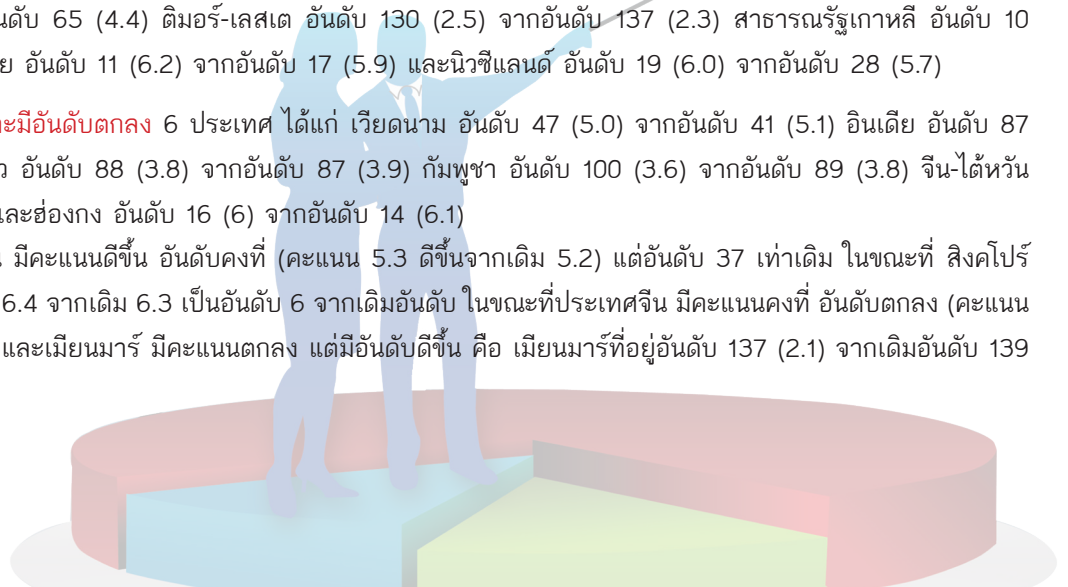 อันดับ 65 (4.4) ติมอร์-เลสเต อันดับ 130 (2.5) จากอันดับ 137 (2.3) สาธารณรัฐเกาหลี อันดับ 10
อันดับ 11 (6.2) จากอันดับ 17 (5.9) และนิวซีแลนด์ อันดับ 19 (6.0) จากอันดับ 28 (5.7)
มีอันดับตกลง 6 ประเทศ ได้แก่ เวียดนาม อันดับ 47 (5.0) จากอันดับ 41 (5.1) อินเดีย อันดับ 87
อันดับ 88 (3.8) จากอันดับ 87 (3.9) กัมพูชา อันดับ 100 (3.6) จากอันดับ 89 (3.8) จีน-ไต้หวัน
และฮ่องกง อันดับ 16 (6) จากอันดับ 14 (6.1)
มีคะแนนดีขึ้น อันดับคงที่ (คะแนน 5.3 ดีขึ้นจากเดิม 5.2) แต่อันดับ 37 เท่าเดิม ในขณะที่ สิงคโปร์
6.4 จากเดิม 6.3 เป็นอันดับ 6 จากเดิมอันดับ ในขณะที่ประเทศจีน มีคะแนนคงที่ อันดับตกลง (คะแนน
และเมียนมาร์ มีคะแนนตกลง แต่มีอันดับดีขึ้น คือ เมียนมาร์ที่อยู่อันดับ 137 (2.1) จากเดิมอันดับ 139